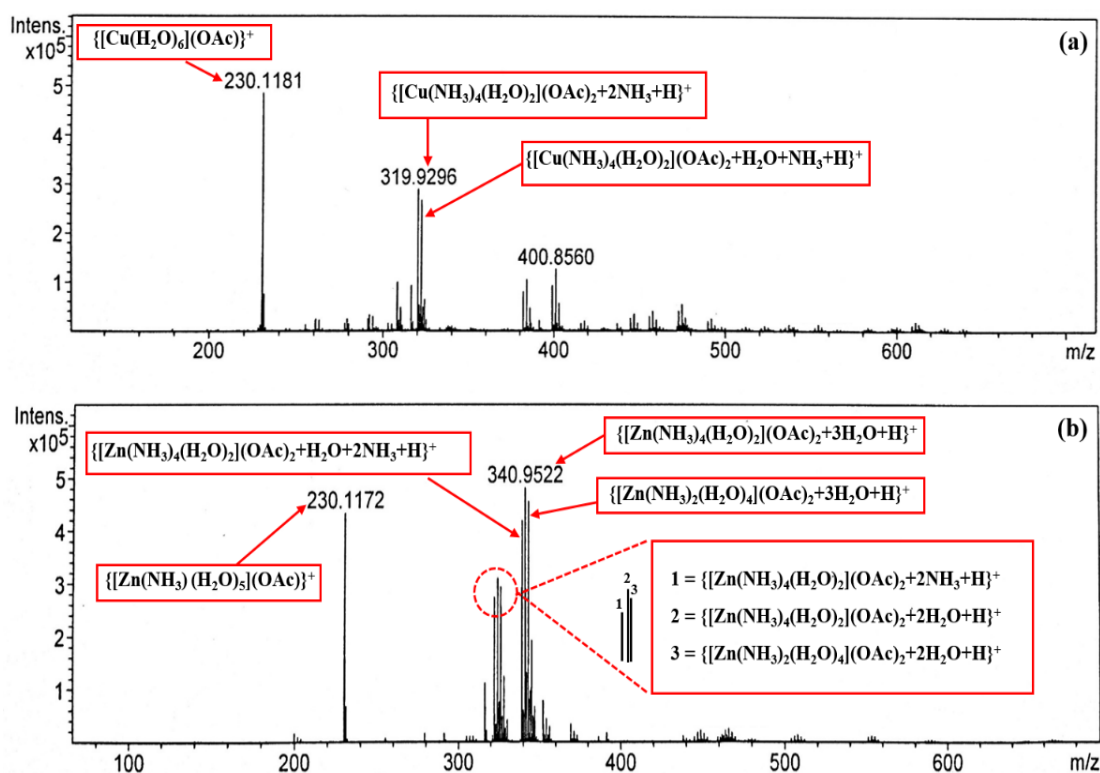 Intens.
x10⁵
(a)
{[Cu(H₂O)₆](OAc)}⁺
230.1181
{[Cu(NH₃)₄(H₂O)₂](OAc)₂+2NH₃+H}⁺
{[Cu(NH₃)₄(H₂O)₂](OAc)₂+H₂O+NH₃+H}⁺
319.9296
400.8560
5
4
3
2
1
200 300 400 500 600 m/z
Intens.
x10⁵
(b)
{[Zn(NH₃)₄(H₂O)₂](OAc)₂+3H₂O+H}⁺
{[Zn(NH₃)₄(H₂O)₂](OAc)₂+H₂O+2NH₃+H}⁺
340.9522
{[Zn(NH₃)₂(H₂O)₄](OAc)₂+3H₂O+H}⁺
230.1172
{[Zn(NH₃) (H₂O)₅](OAc)}⁺
1
2
3
1 = {[Zn(NH₃)₄(H₂O)₂](OAc)₂+2NH₃+H}⁺
2 = {[Zn(NH₃)₄(H₂O)₂](OAc)₂+2H₂O+H}⁺
3 = {[Zn(NH₃)₂(H₂O)₄](OAc)₂+2H₂O+H}⁺
5
4
3
2
1
100 200 300 400 500 600 m/z